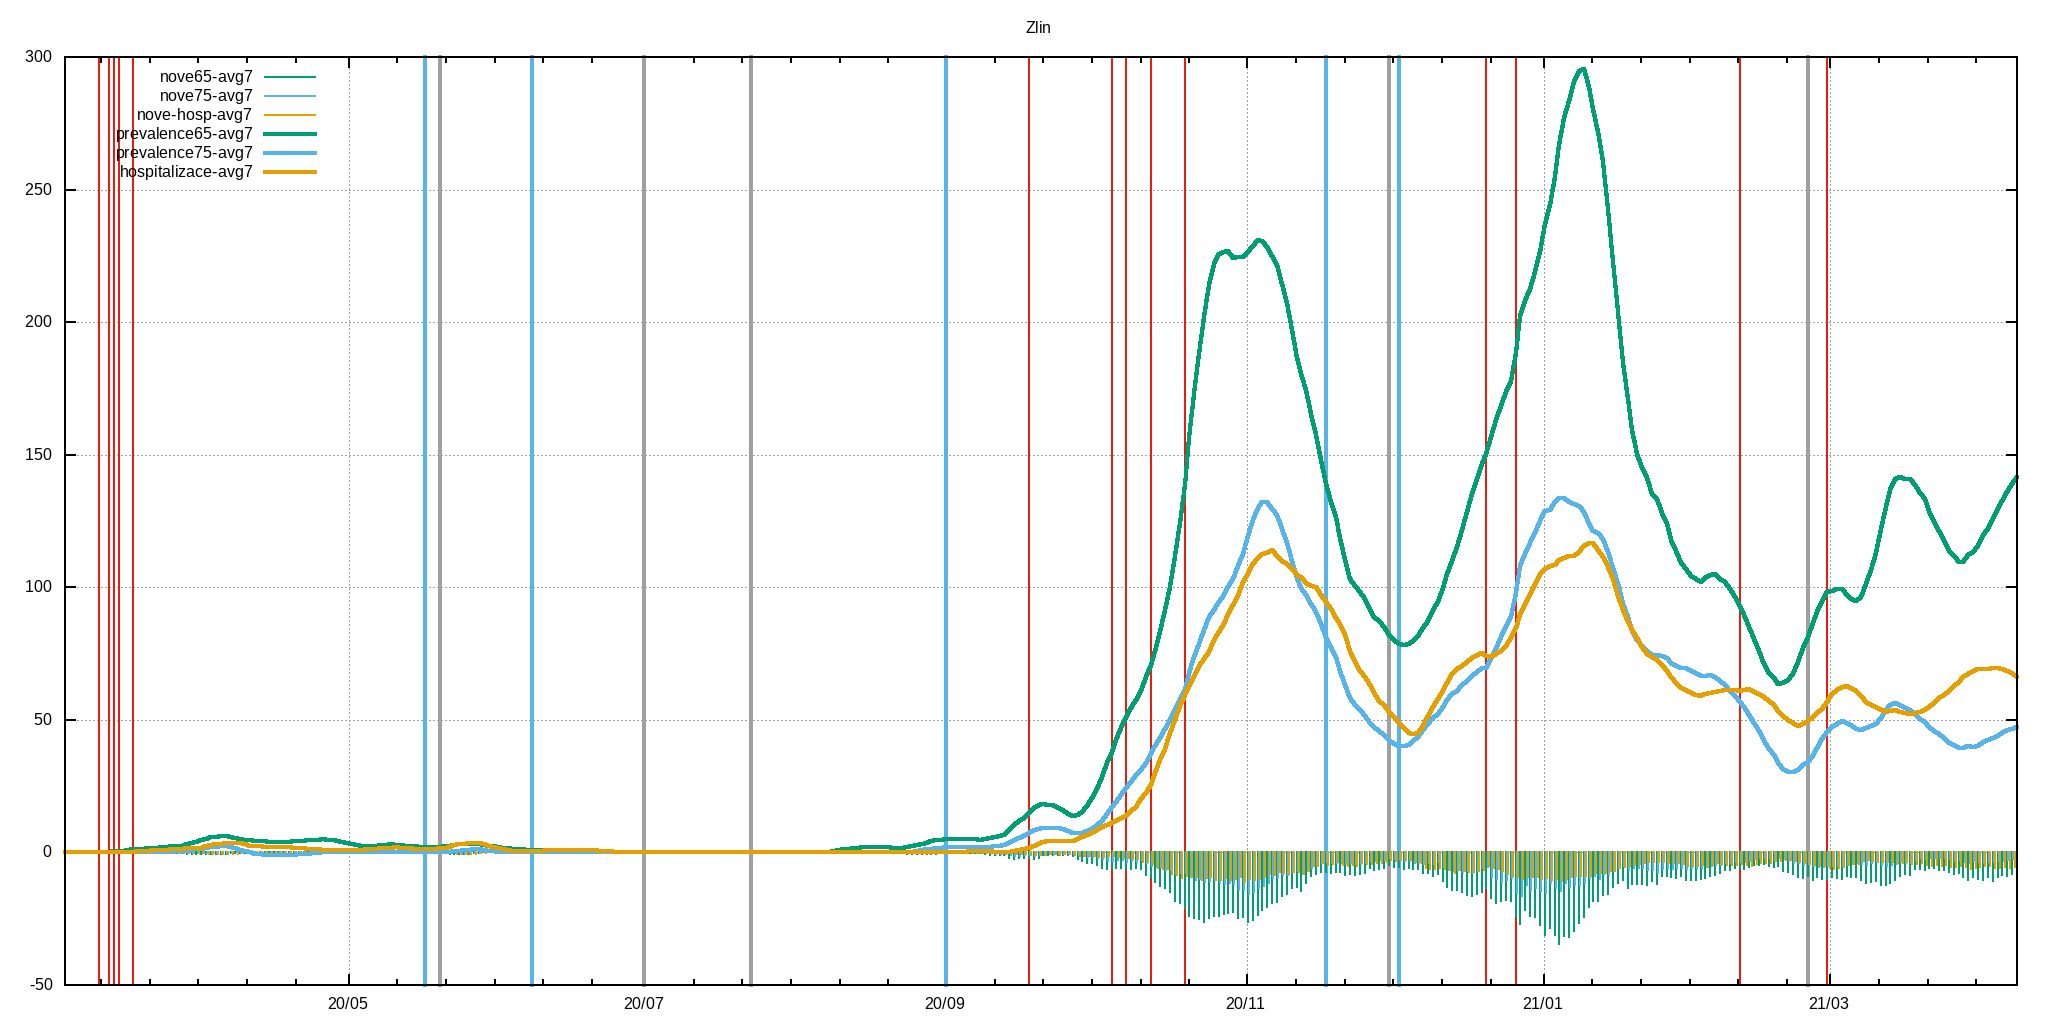 Zlin
300
nove65-avg7
nove75-avg7
nove-hosp-avg7
prevalence65-avg7
prevalence75-avg7
hospitalizace-avg7
250
200
150
100
50
0
-50
20/05 20/07 20/09 20/11 21/01 21/03